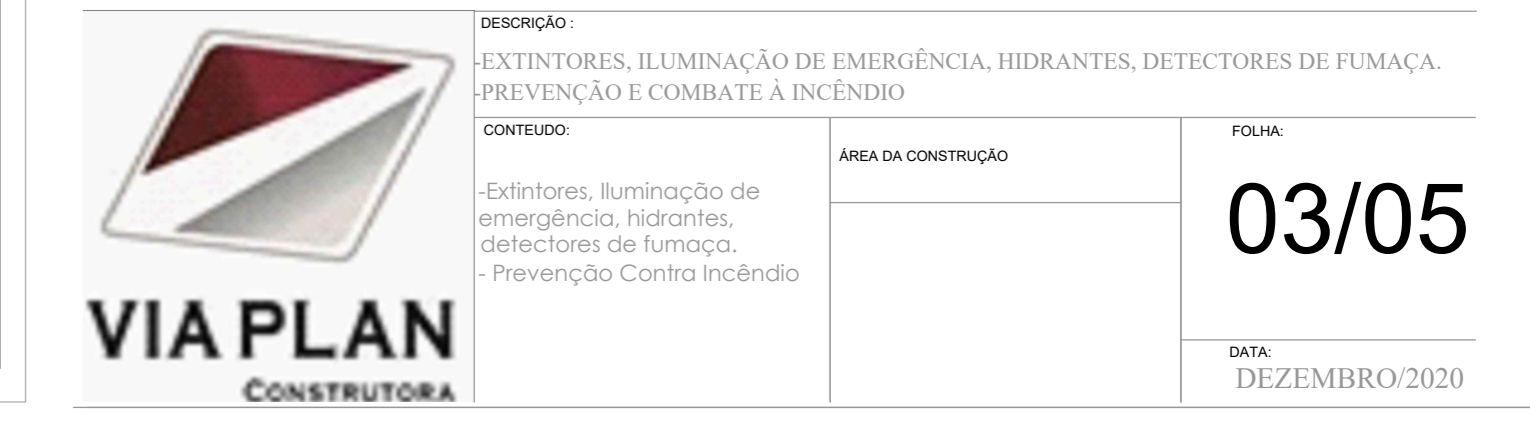 VIA PLAN
CONSTRUTORA
DESCRIÇÃO :
-EXTINTORES, ILUMINAÇÃO DE EMERGÊNCIA, HIDRANTES, DETECTORES DE FUMAÇA.
-PREVENÇÃO E COMBATE À INCÊNDIO
CONTEUDO:
-Extintores, Iluminação de
emergência, hidrantes,
detectores de fumaça.
- Prevenção Contra Incêndio
ÁREA DA CONSTRUÇÃO
FOLHA:
03/05
DATA:
DEZEMBRO/2020